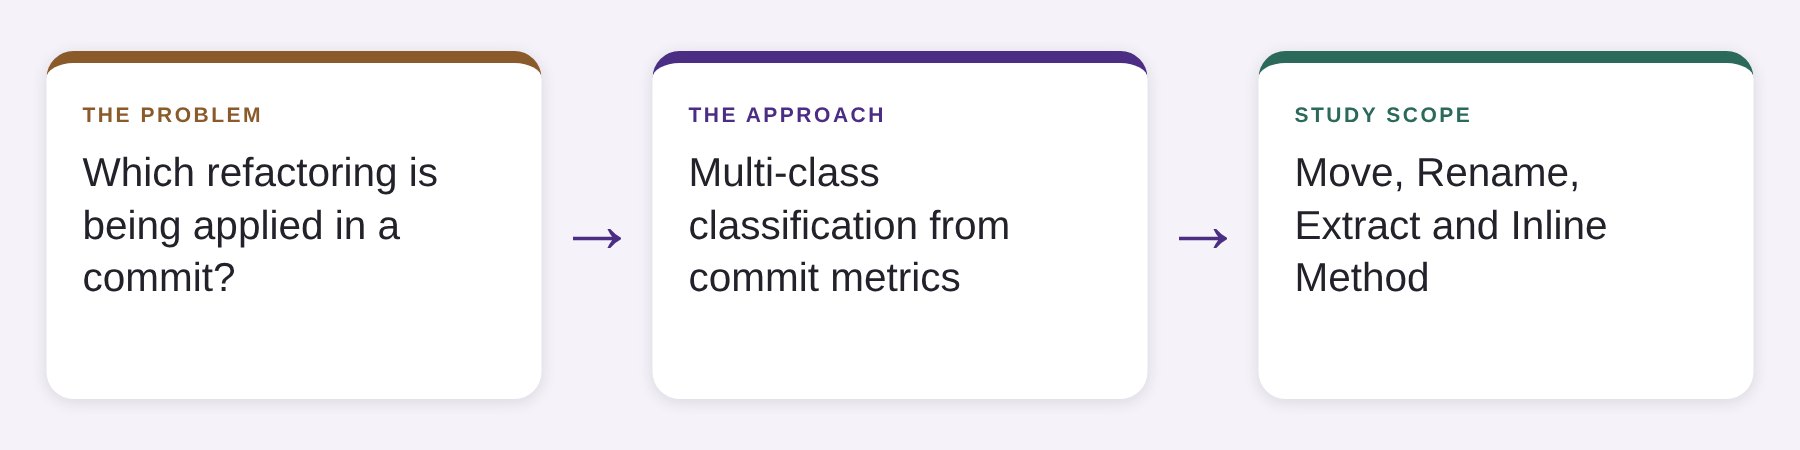 THE PROBLEM
Which refactoring is
being applied in a
commit?
→
THE APPROACH
Multi-class
classification from
commit metrics
→
STUDY SCOPE
Move, Rename,
Extract and Inline
Method